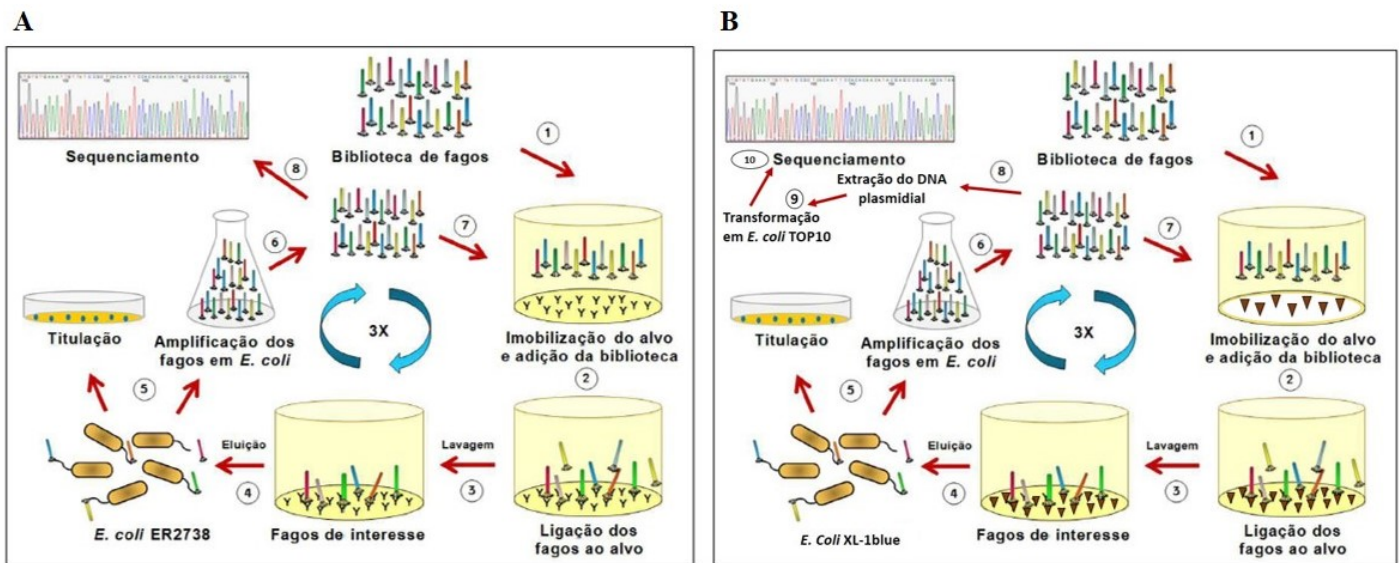 A
Sequenciamento
Biblioteca de fagos
1
8
7
6
Amplificação dos
fagos em E. coli
Titulação
3X
Imobilização do alvo
e adição da biblioteca
2
5
Eluição
4
Lavagem
3
E. coli ER2738
Fagos de interesse
Ligação dos
fagos ao alvo
B
10
Sequenciamento
Biblioteca de fagos
1
Extração do DNA
plasmidial
8
9
Transformação
em E. coli TOP10
7
6
Amplificação dos
fagos em E. coli
Titulação
3X
Imobilização do alvo
e adição da biblioteca
2
5
Eluição
4
Lavagem
3
E. Coli XL-1blue
Fagos de interesse
Ligação dos
fagos ao alvo